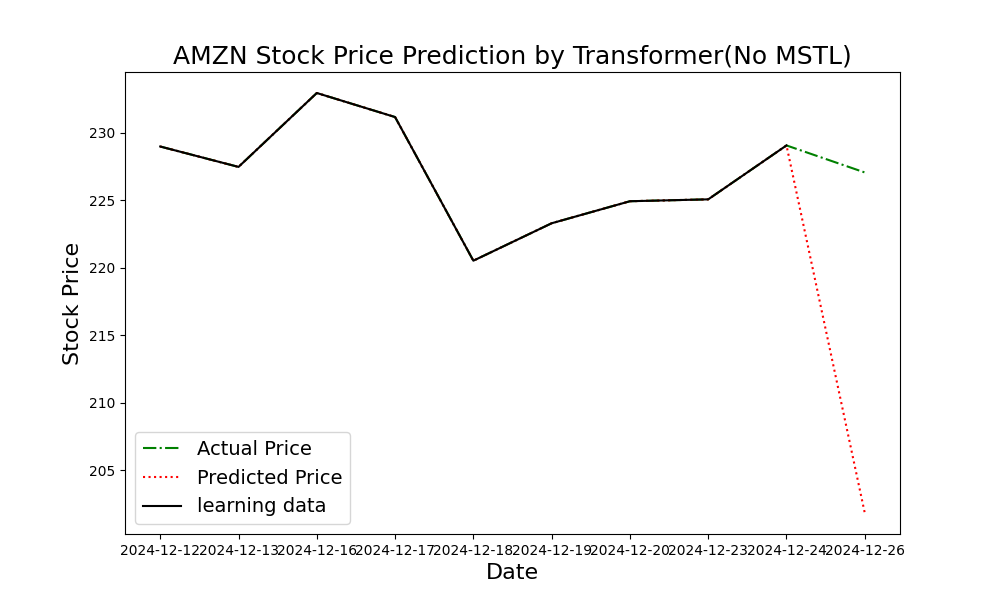 AMZN Stock Price Prediction by Transformer(No MSTL)
Stock Price
230
225
220
215
210
205
Actual Price
Predicted Price
learning data
2024-12-12 2024-12-13 2024-12-16 2024-12-17 2024-12-18 2024-12-19 2024-12-20 2024-12-23 2024-12-24 2024-12-26
Date